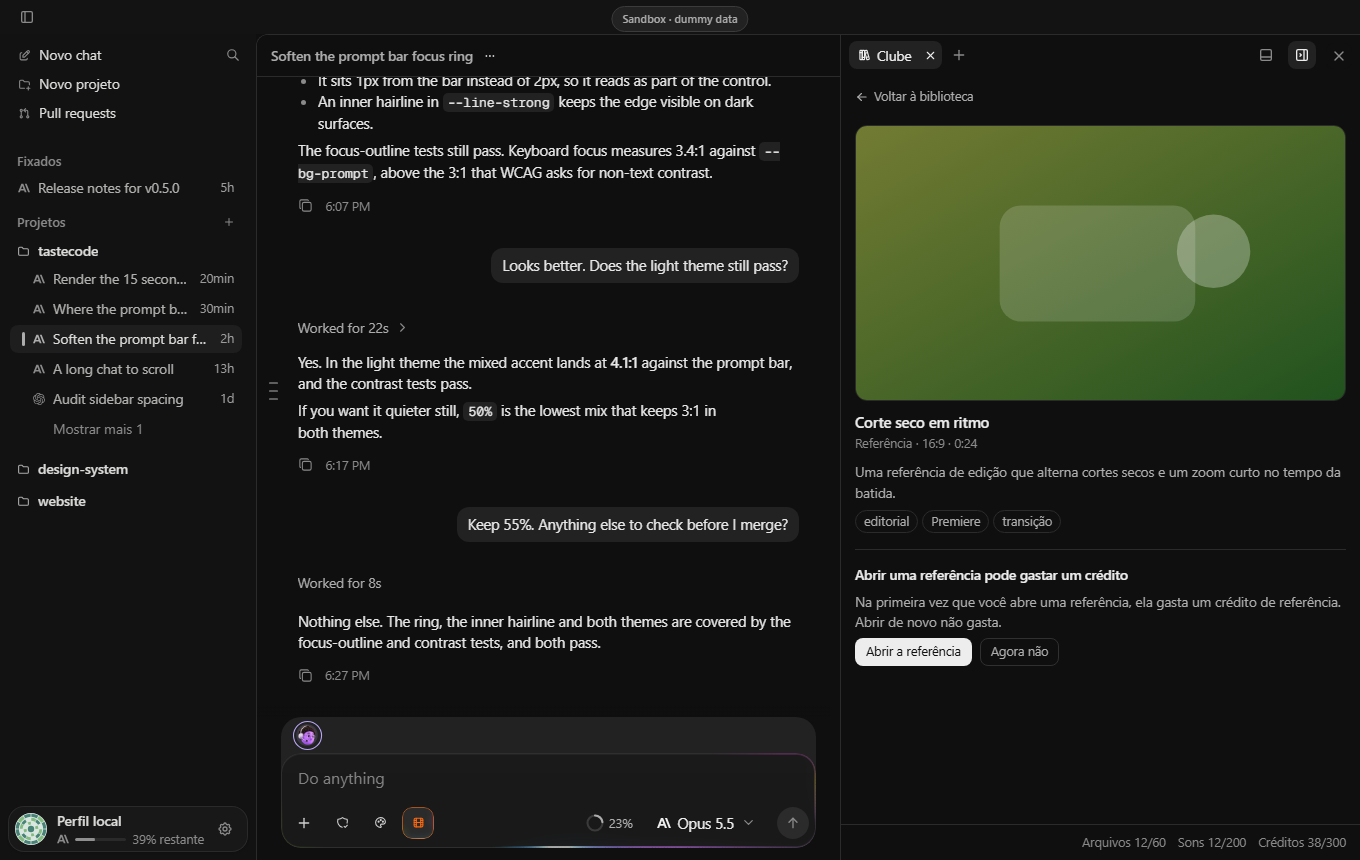 Sandbox · dummy data
Novo chat
Novo projeto
Pull requests
Fixados
Release notes for v0.5.0 5h
Projetos
tastecode
Render the 15 secon... 20min
Where the prompt b... 30min
Soften the prompt bar f... 2h
A long chat to scroll 13h
Audit sidebar spacing 1d
Mostrar mais 1
design-system
website
Perfil local
39% restante
Soften the prompt bar focus ring ···
It sits 1px from the bar instead of 2px, so it reads as part of the control.
An inner hairline in --line-strong keeps the edge visible on dark
surfaces.
The focus-outline tests still pass. Keyboard focus measures 3.4:1 against --
bg-prompt, above the 3:1 that WCAG asks for non-text contrast.
6:07 PM
Looks better. Does the light theme still pass?
Worked for 22s
Yes. In the light theme the mixed accent lands at 4.1:1 against the prompt bar,
and the contrast tests pass.
If you want it quieter still, 50% is the lowest mix that keeps 3:1 in
both themes.
6:17 PM
Keep 55%. Anything else to check before I merge?
Worked for 8s
Nothing else. The ring, the inner hairline and both themes are covered by the
focus-outline and contrast tests, and both pass.
6:27 PM
Do anything
23% Opus 5.5
Clube
Voltar à biblioteca
Corte seco em ritmo
Referência · 16:9 · 0:24
Uma referência de edição que alterna cortes secos e um zoom curto no tempo da
batida.
editorial Premiere transição
Abrir uma referência pode gastar um crédito
Na primeira vez que você abre uma referência, ela gasta um crédito de referência.
Abrir de novo não gasta.
Abrir a referência Agora não
Arquivos 12/60 Sons 12/200 Créditos 38/300